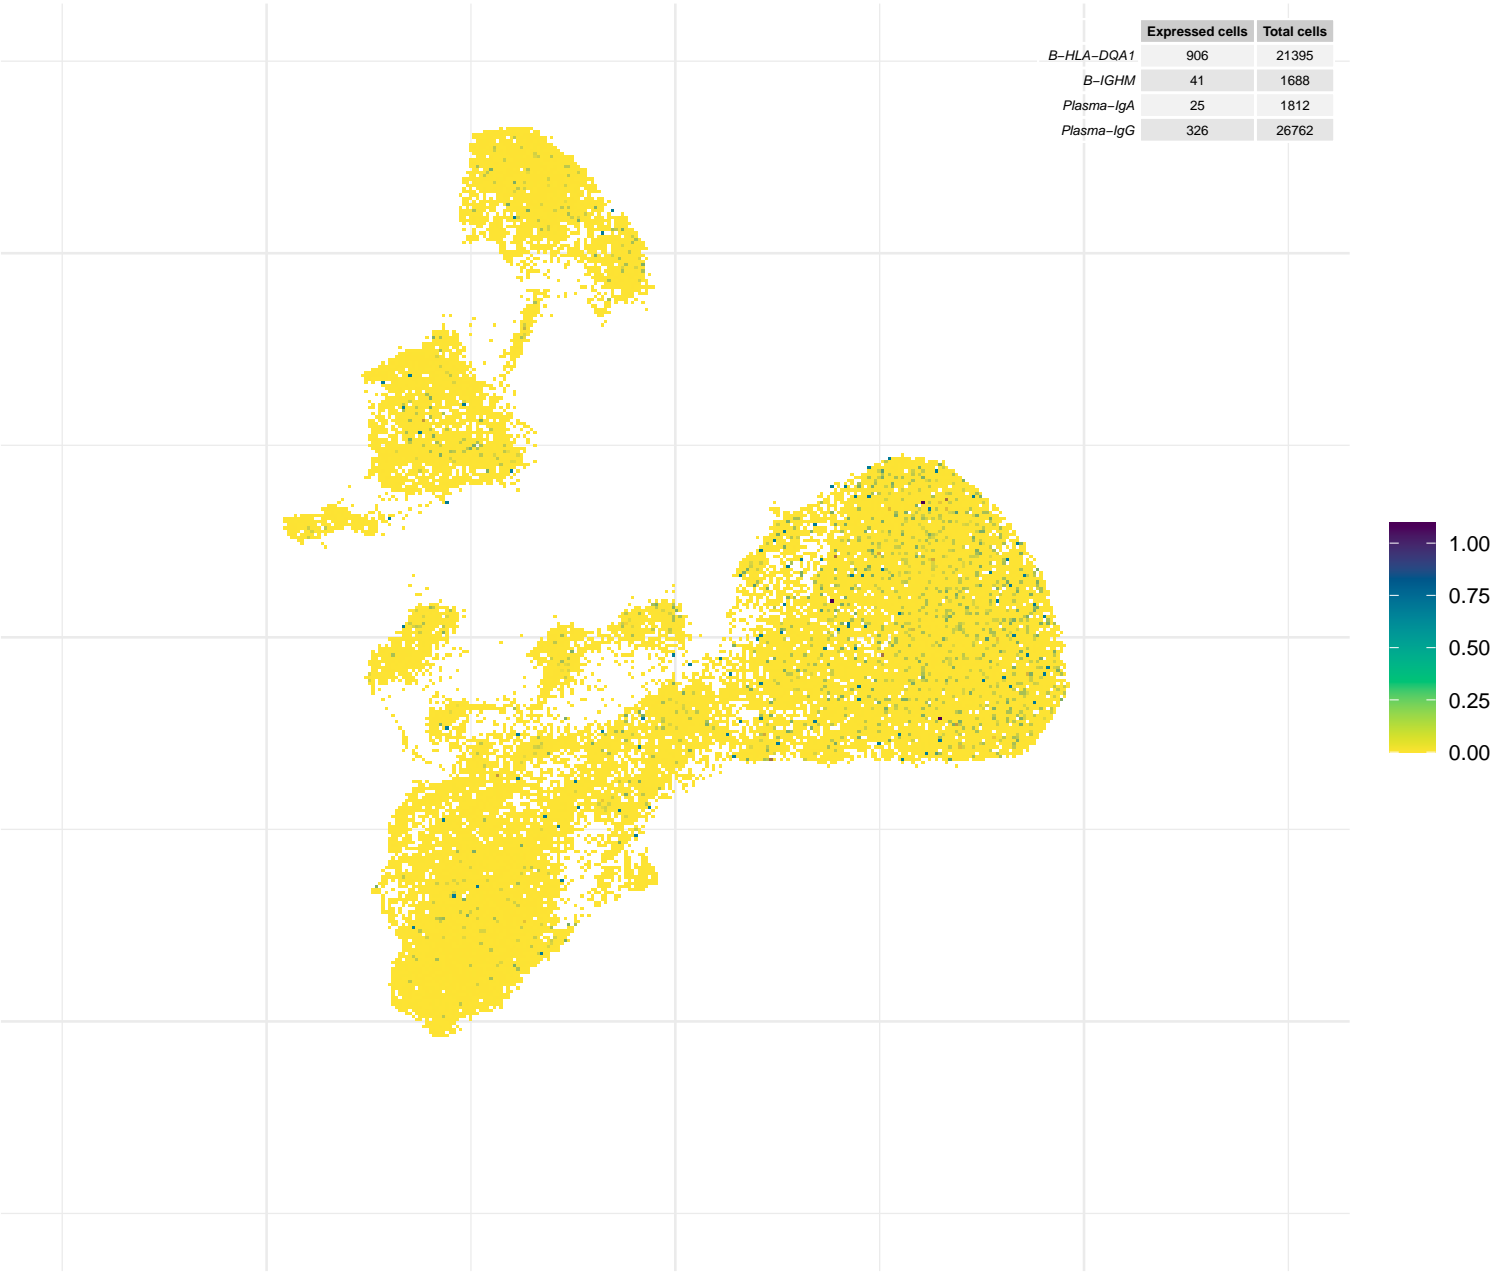 Expressed cells Total cells
B−HLA−DQA1 906 21395
B−IGHM 41 1688
Plasma−IgA 25 1812
Plasma−IgG 326 26762
1.00
0.75
0.50
0.25
0.00